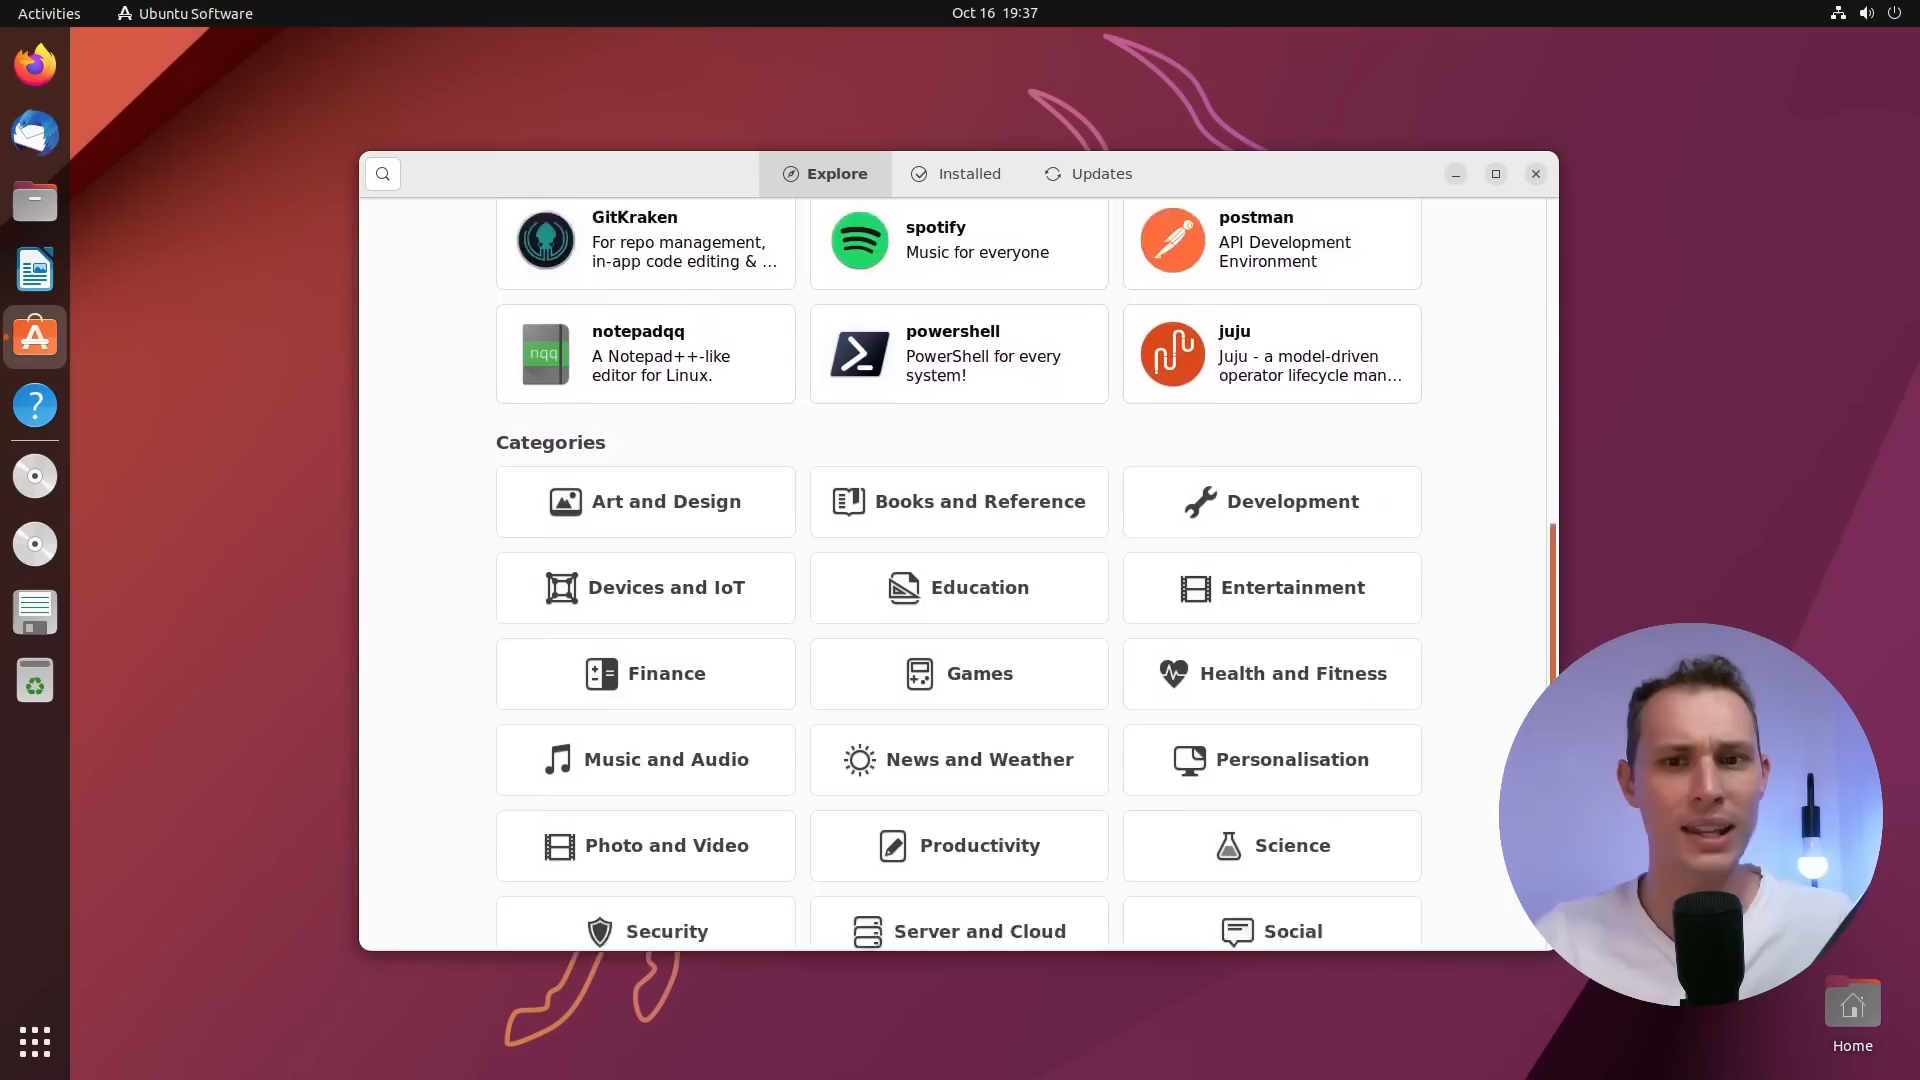 Activities
Ubuntu Software
Oct 16 19:37
Explore
Installed
Updates
GitKraken
For repo management,
in-app code editing & ...
spotify
Music for everyone
postman
API Development
Environment
notepadqq
A Notepad++-like
editor for Linux.
nqq
powershell
PowerShell for every
system!
juju
Juju - a model-driven
operator lifecycle man...
Categories
Art and Design
Books and Reference
Development
Devices and IoT
Education
Entertainment
Finance
Games
Health and Fitness
Music and Audio
News and Weather
Personalisation
Photo and Video
Productivity
Science
Security
Server and Cloud
Social
Home